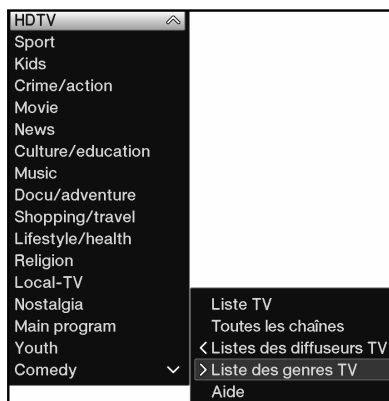 HDTV
Sport
Kids
Crime/action
Movie
News
Culture/education
Music
Docu/adventure
Shopping/travel
Lifestyle/health
Religion
Local-TV
Nostalgia
Main program
Youth
Comedy
Liste TV
Toutes les chaînes
Listes des diffuseurs TV
Liste des genres TV
Aide